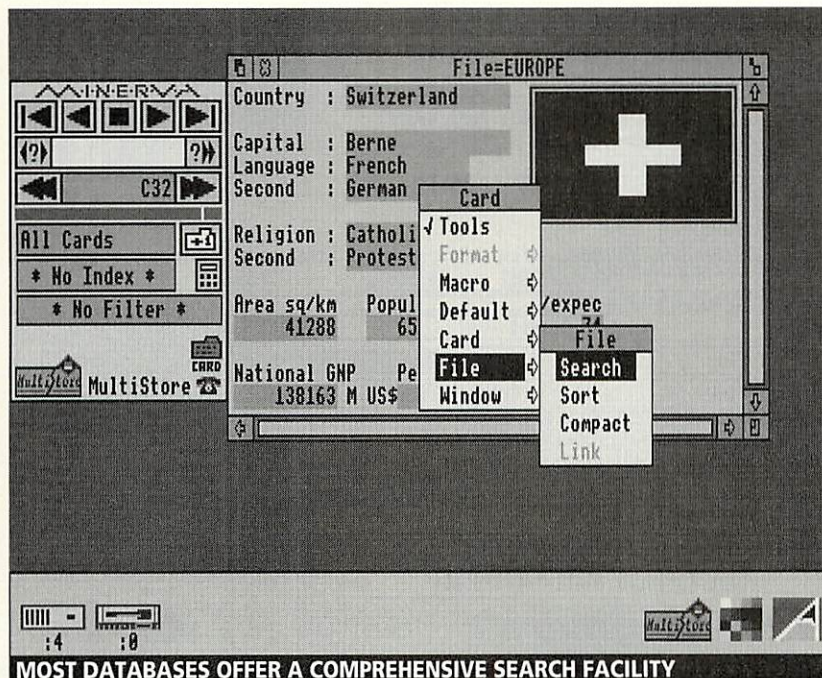 File=EUROPE
MINERVA
Country : Switzerland
Capital : Berne
Language : French
Second : German
C32
All Cards
* No Index *
* No Filter *
Religion : Catholi
Second : Protest
Area sq/km Popul /expec
41288 65 74
National GNP Pe
138163 M US$
CARD
MultiStore MultiStore
Card
√ Tools
Format
Macro
Default
Card
File
Window
File
Search
Sort
Compact
Link
:4 :0
MultiStore
MOST DATABASES OFFER A COMPREHENSIVE SEARCH FACILITY